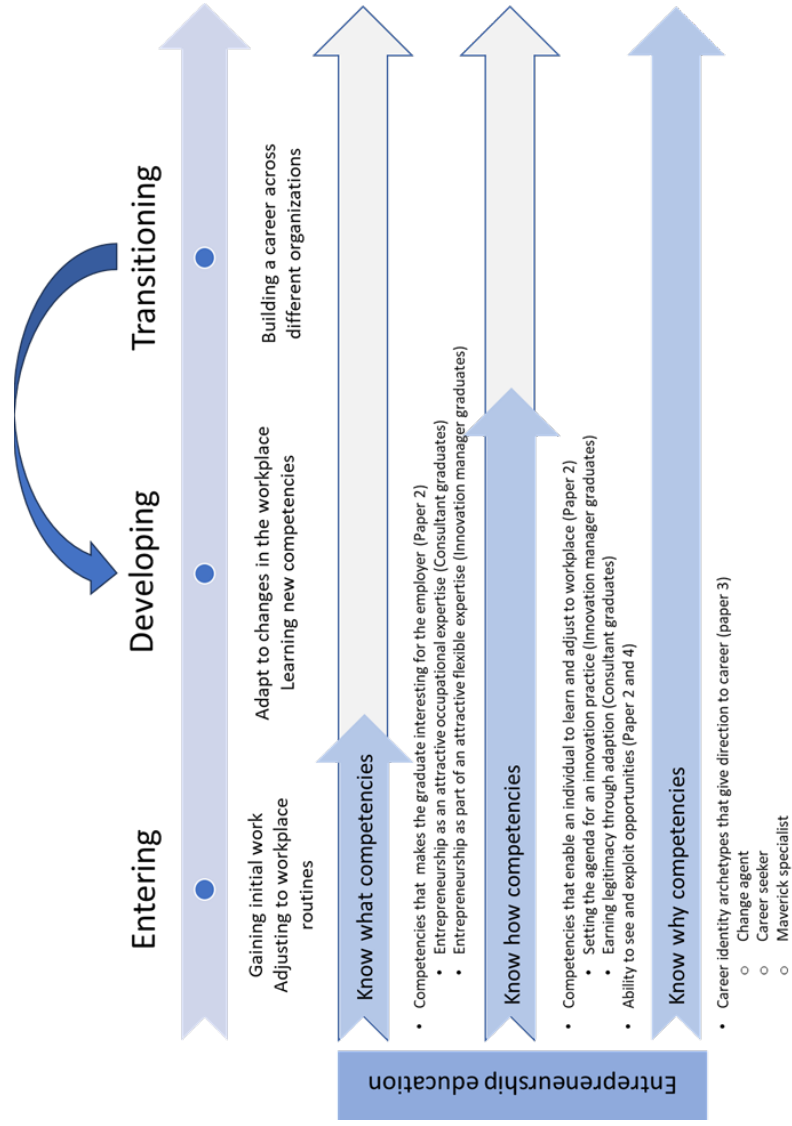 Entering
Developing
Transitioning
Gaining initial work
Adjusting to workplace
routines
Adapt to changes in the workplace
Learning new competencies
Building a career across
different organizations
Entrepreneurship education
Know what competencies
• Competencies that makes the graduate interesting for the employer (Paper 2)
• Entrepreneurship as an attractive occupational expertise (Consultant graduates)
• Entrepreneurship as part of an attractive flexible expertise (Innovation manager graduates)
Know how competencies
• Competencies that enable an individual to learn and adjust to workplace (Paper 2)
• Setting the agenda for an innovation practice (Innovation manager graduates)
• Earning legitimacy through adaption (Consultant graduates)
• Ability to see and exploit opportunities (Paper 2 and 4)
Know why competencies
• Career identity archetypes that give direction to career (paper 3)
○ Change agent
○ Career seeker
○ Maverick specialist